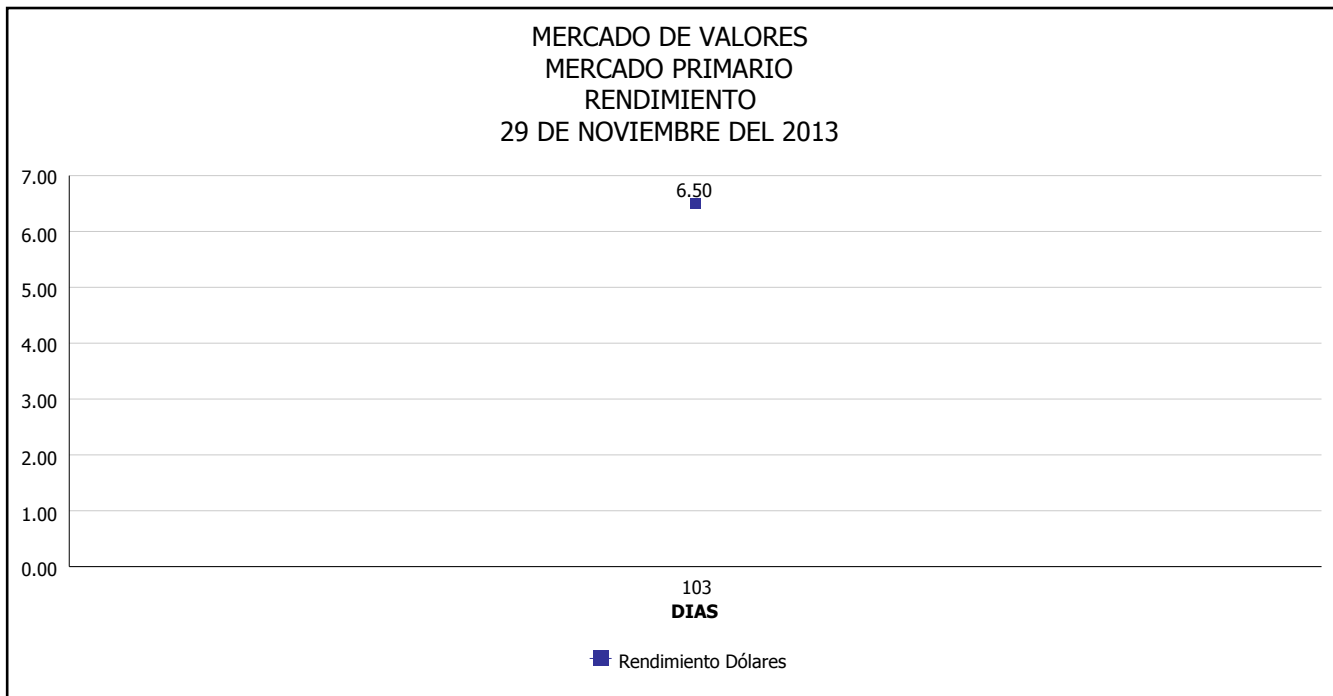 MERCADO DE VALORES
MERCADO PRIMARIO
RENDIMIENTO
29 DE NOVIEMBRE DEL 2013
7.00
6.50
6.00
5.00
4.00
3.00
2.00
1.00
0.00
103
DIAS
Rendimiento Dólares